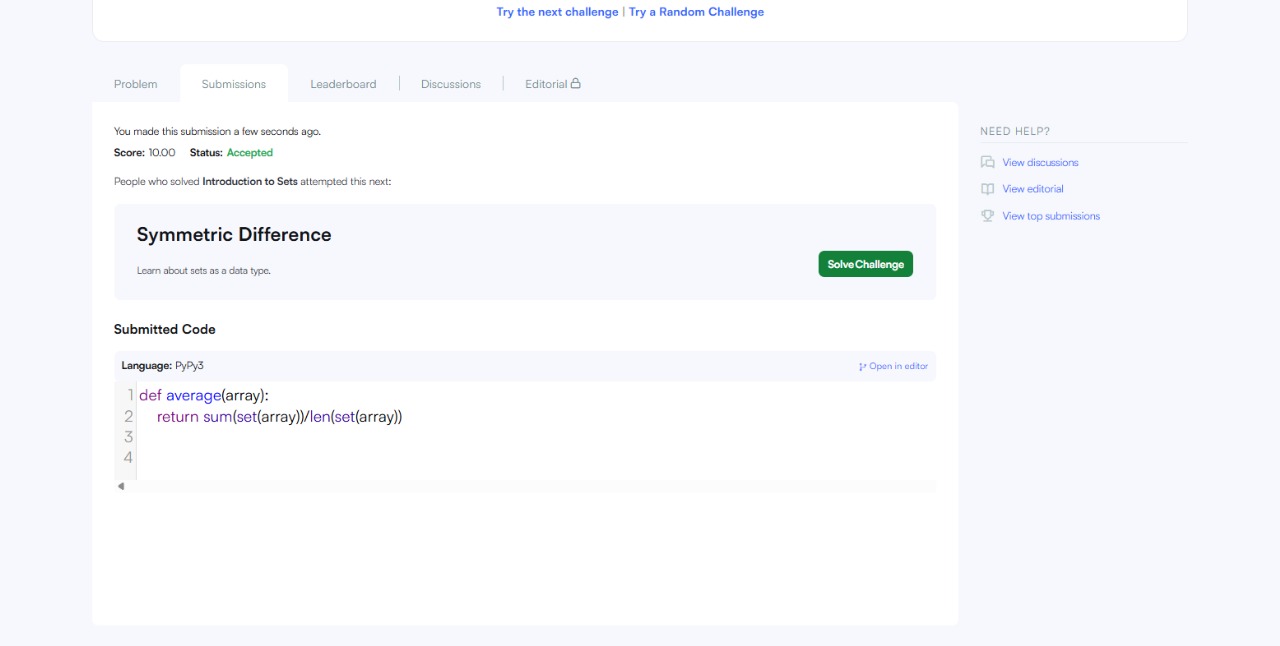 Try the next challenge | Try a Random Challenge
Problem Submissions Leaderboard Discussions Editorial
You made this submission a few seconds ago.
Score: 10.00 Status: Accepted
People who solved Introduction to Sets attempted this next:
Symmetric Difference
Learn about sets as a data type.
Solve Challenge
Submitted Code
Language: PyPy3
Open in editor
1 def average(array):
2 return sum(set(array))/len(set(array))
3
4
NEED HELP?
View discussions
View editorial
View top submissions